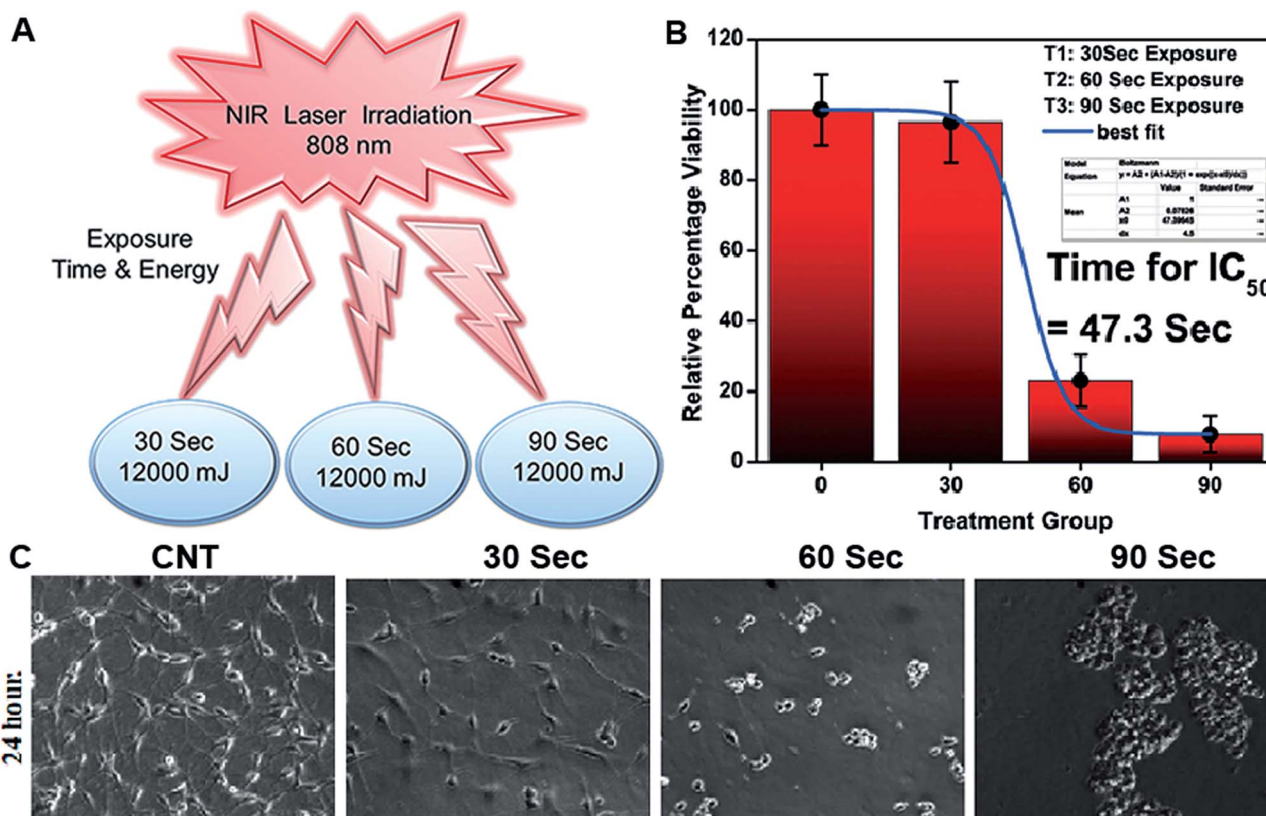 A
NIR Laser Irradiation
808 nm
Exposure
Time & Energy
30 Sec
12000 mJ
60 Sec
12000 mJ
90 Sec
12000 mJ
B
Relative Percentage Viability
120
100
80
60
40
20
0
0 30 60 90
Treatment Group
T1: 30Sec Exposure
T2: 60 Sec Exposure
T3: 90 Sec Exposure
best fit
Model Boltzmann
Equation
Value Standard Error
Mean
A1
A2
x0
dx 4.5
Time for IC50
= 47.3 Sec
C
CNT 30 Sec 60 Sec 90 Sec
24 hour